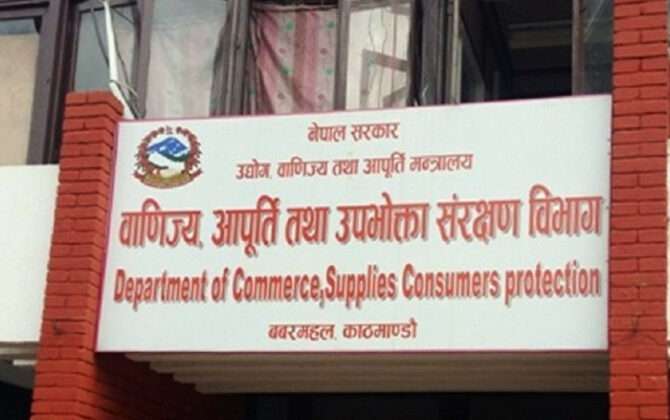 नेपाल सरकार
उद्योग, वाणिज्य तथा आपूर्ति मन्त्रालय
वाणिज्य, आपूर्ति तथा उपभोक्ता संरक्षण विभाग
Department of Commerce,Supplies Consumers protection
बबरमहल, काठमाण्डौ